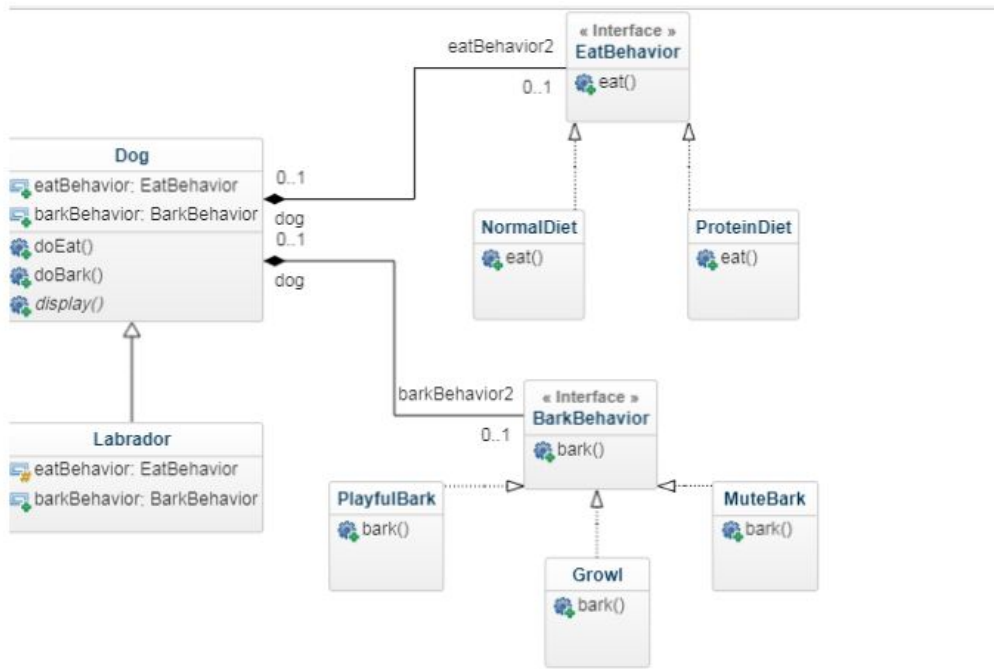 « Interface »
EatBehavior
eat()
eatBehavior2
0..1
Dog
eatBehavior: EatBehavior
barkBehavior: BarkBehavior
doEat()
doBark()
display()
0..1
dog
0..1
dog
NormalDiet
eat()
ProteinDiet
eat()
barkBehavior2
0..1
« Interface »
BarkBehavior
bark()
Labrador
eatBehavior: EatBehavior
barkBehavior: BarkBehavior
PlayfulBark
bark()
MuteBark
bark()
Growl
bark()